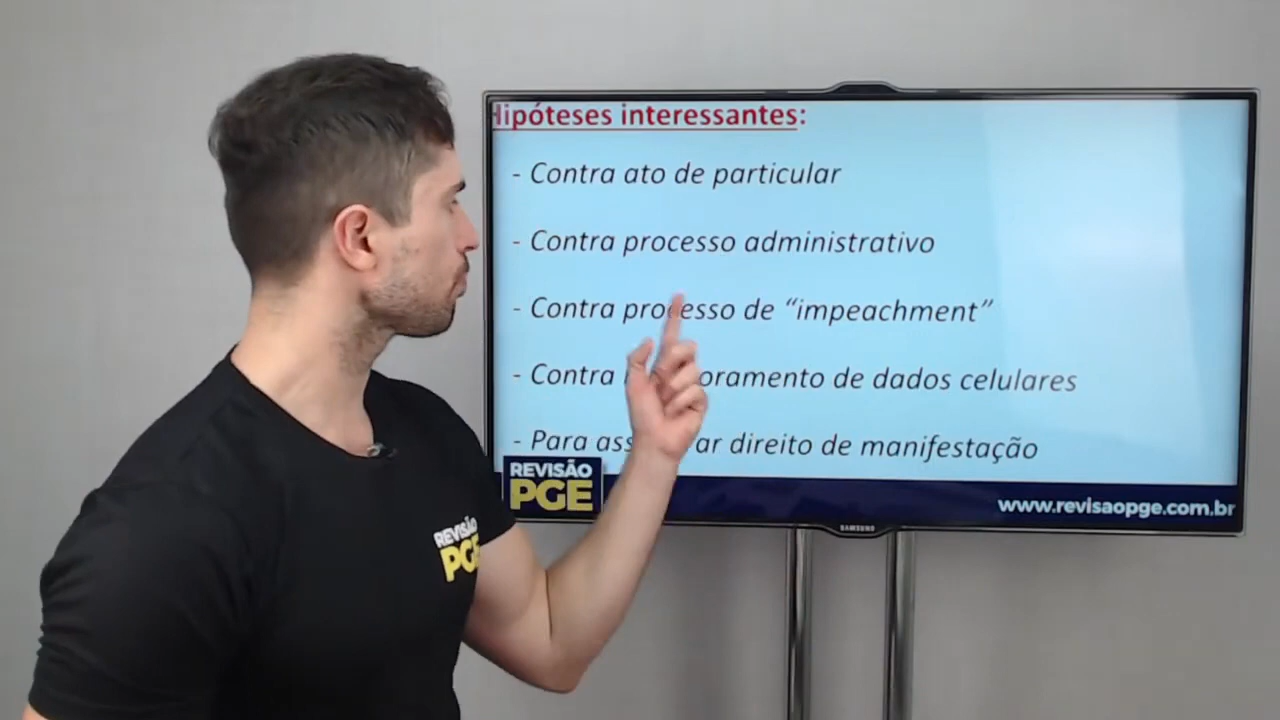 Hipóteses interessantes:
- Contra ato de particular
- Contra processo administrativo
- Contra processo de “impeachment”
- Contra de dados celulares
- Para direito de manifestação
REVISÃO
PGE
www.revisaopge.com.br
SAMSUNG
REVISÃO
PGE